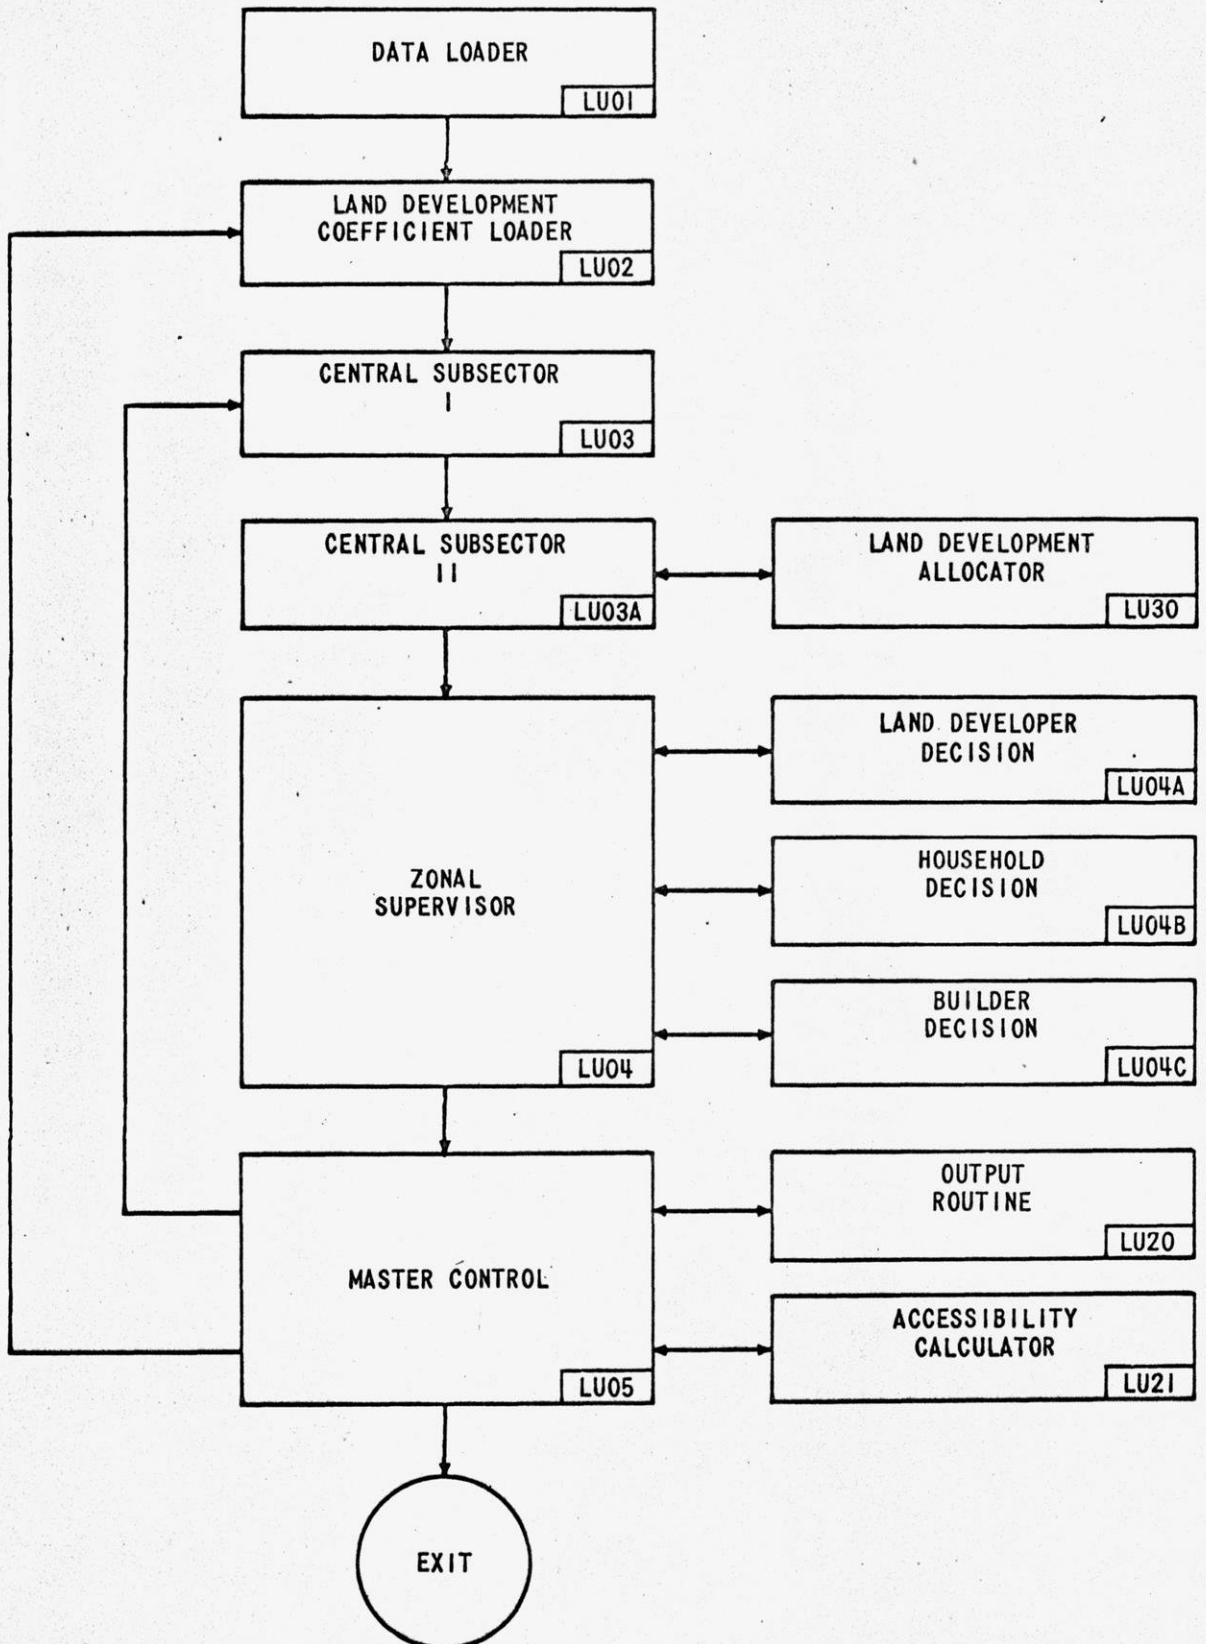 DATA LOADER
LU01
LAND DEVELOPMENT
COEFFICIENT LOADER
LU02
CENTRAL SUBSECTOR
I
LU03
CENTRAL SUBSECTOR
II
LU03A
LAND DEVELOPMENT
ALLOCATOR
LU30
ZONAL
SUPERVISOR
LU04
LAND DEVELOPER
DECISION
LU04A
HOUSEHOLD
DECISION
LU04B
BUILDER
DECISION
LU04C
MASTER CONTROL
LU05
OUTPUT
ROUTINE
LU20
ACCESSIBILITY
CALCULATOR
LU21
EXIT